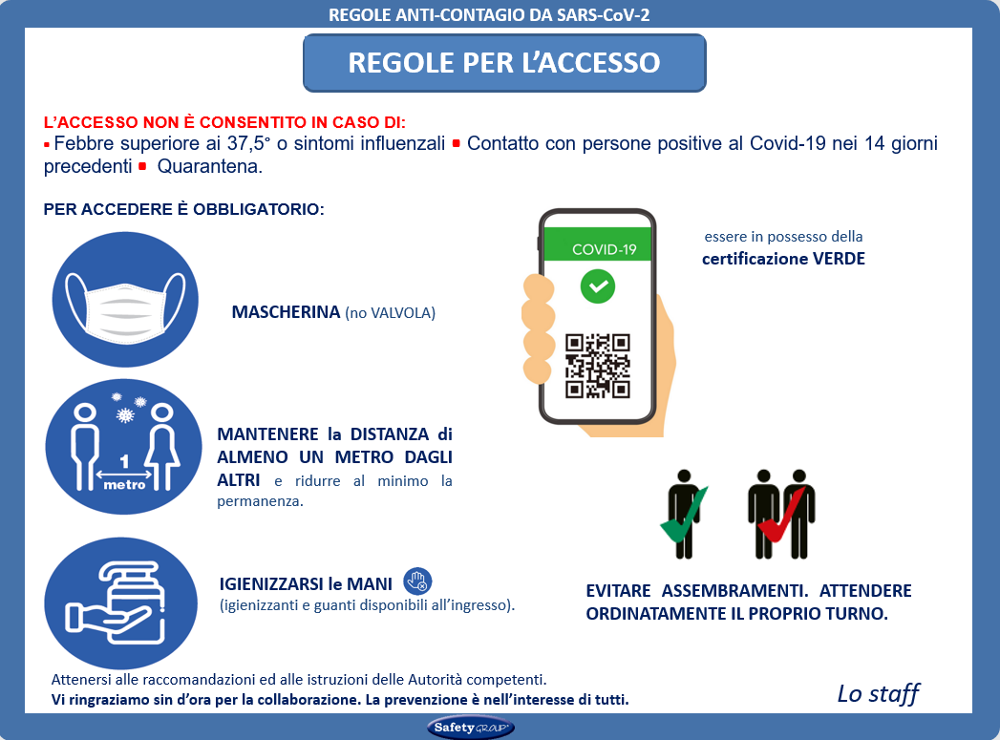 REGOLE ANTI-CONTAGIO DA SARS-CoV-2
REGOLE PER L'ACCESSO
L'ACCESSO NON È CONSENTITO IN CASO DI:
▪ Febbre superiore ai 37,5° o sintomi influenzali ▪ Contatto con persone positive al Covid-19 nei 14 giorni
precedenti ▪ Quarantena.
PER ACCEDERE È OBBLIGATORIO:
MASCHERINA (no VALVOLA)
COVID-19
essere in possesso della
certificazione VERDE
1
metro
MANTENERE la DISTANZA di
ALMENO UN METRO DAGLI
ALTRI e ridurre al minimo la
permanenza.
IGIENIZZARSI le MANI
(igienizzanti e guanti disponibili all'ingresso).
EVITARE ASSEMBRAMENTI. ATTENDERE
ORDINATAMENTE IL PROPRIO TURNO.
Attenersi alle raccomandazioni ed alle istruzioni delle Autorità competenti.
Vi ringraziamo sin d'ora per la collaborazione. La prevenzione è nell'interesse di tutti.
Lo staff
Safety GROUP